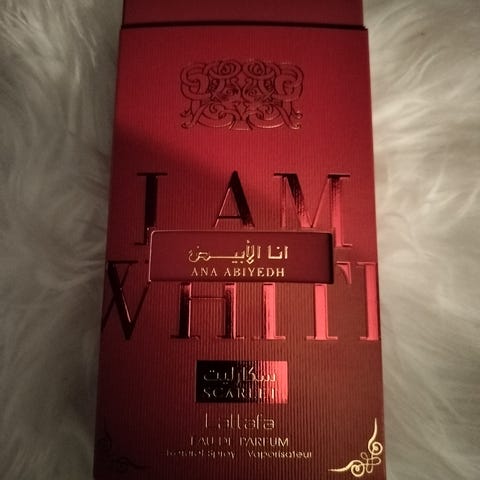 I AM
انا الأبيض
ANA ABIYEDH
WHITE
سكارليت
SCARLET
Lattafa
EAU DE PARFUM
Natural Spray - Vaporisateur